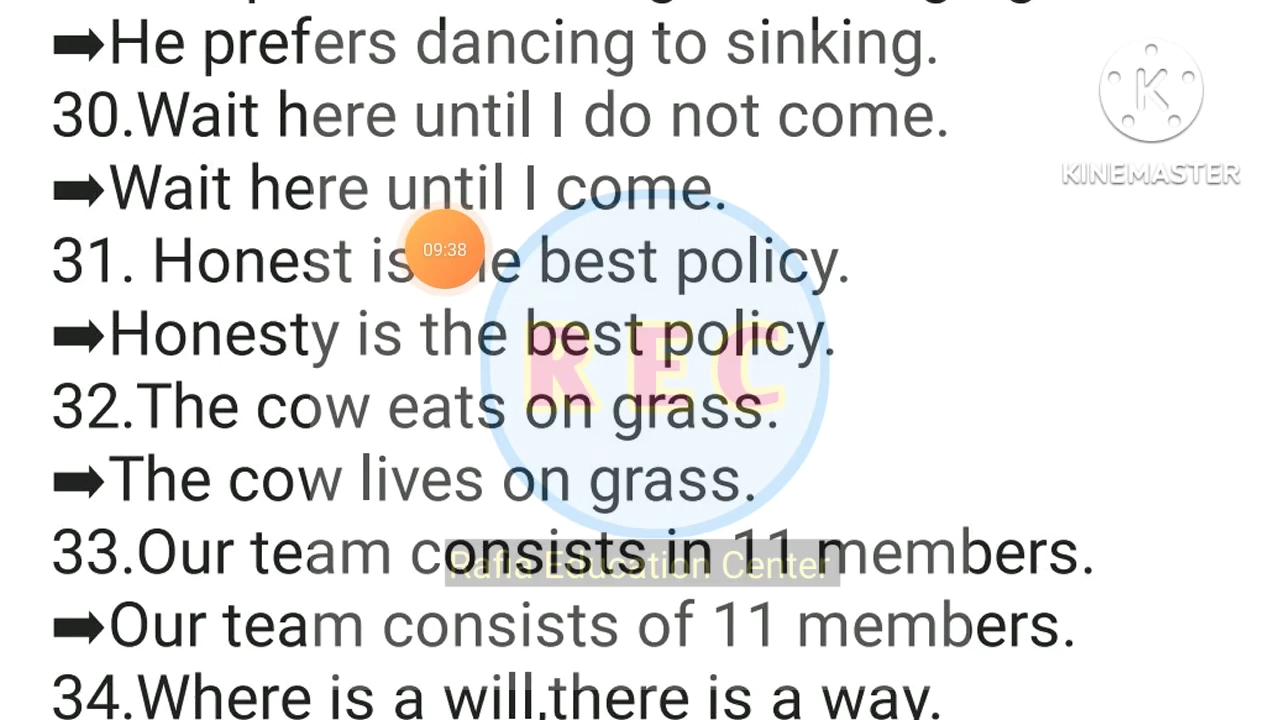 ➡He prefers dancing to sinking.
30.Wait here until I do not come.
➡Wait here until I come.
KINEMASTER
31. Honest is he best policy.
09:38
➡Honesty is the best policy.
REC
32.The cow eats on grass.
➡The cow lives on grass.
33.Our team consists in 11 members.
Rafia Education Center
➡Our team consists of 11 members.
34.Where is a will,there is a way.